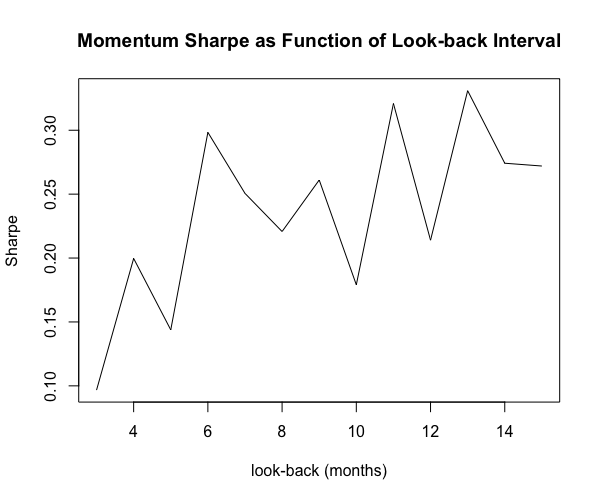 Momentum Sharpe as Function of Look-back Interval
0.30
0.25
0.20
0.15
0.10
Sharpe
4 6 8 10 12 14
look-back (months)